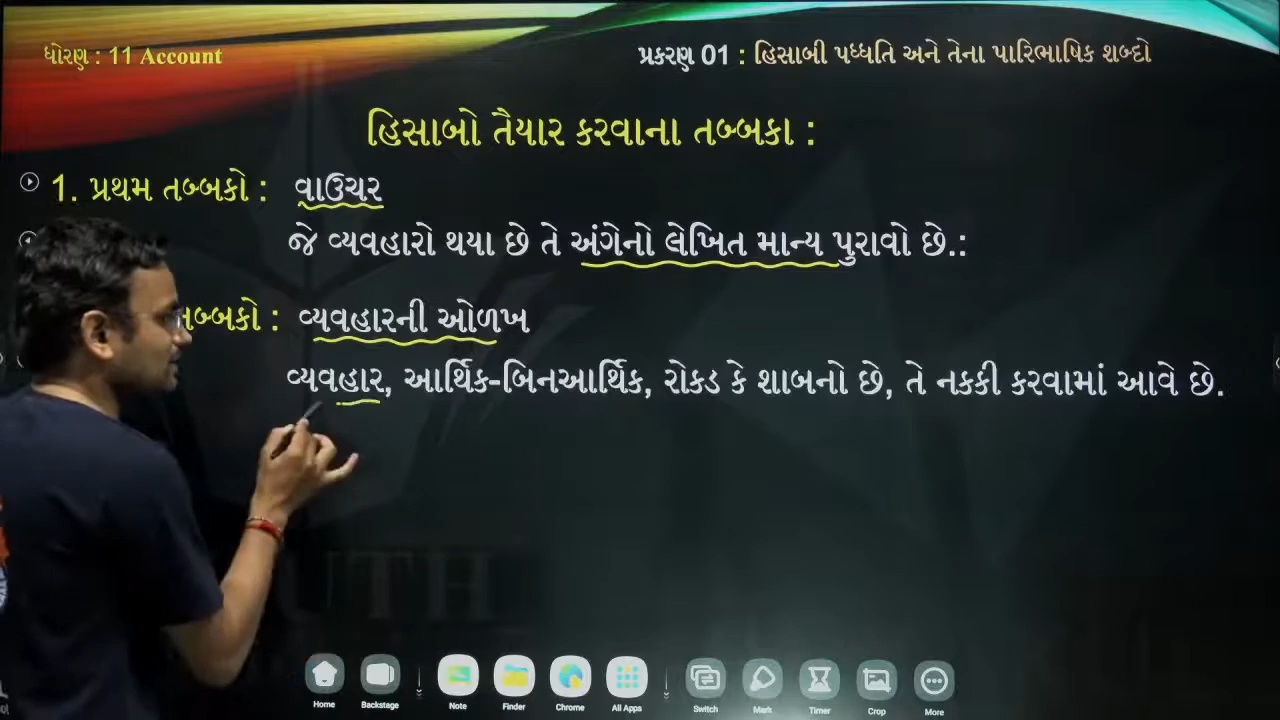 ધોરણ : 11 Account
પ્રકરણ 01 : હિસાબી પધ્ધતિ અને તેના પારિભાષિક શબ્દો
હિસાબો તૈયાર કરવાના તબ્બકા :
1. પ્રથમ તબ્બકો : વાઉચર
જે વ્યવહારો થયા છે તે અંગેનો લેખિત માન્ય પુરાવો છે.:
તબ્બકો : વ્યવહારની ઓળખ
વ્યવહાર, આર્થિક-બિનઆર્થિક, રોકડ કે શાખનો છે, તે નકકી કરવામાં આવે છે.
Home Backstage Note Finder Chrome All Apps Switch Mark Timer Crop More